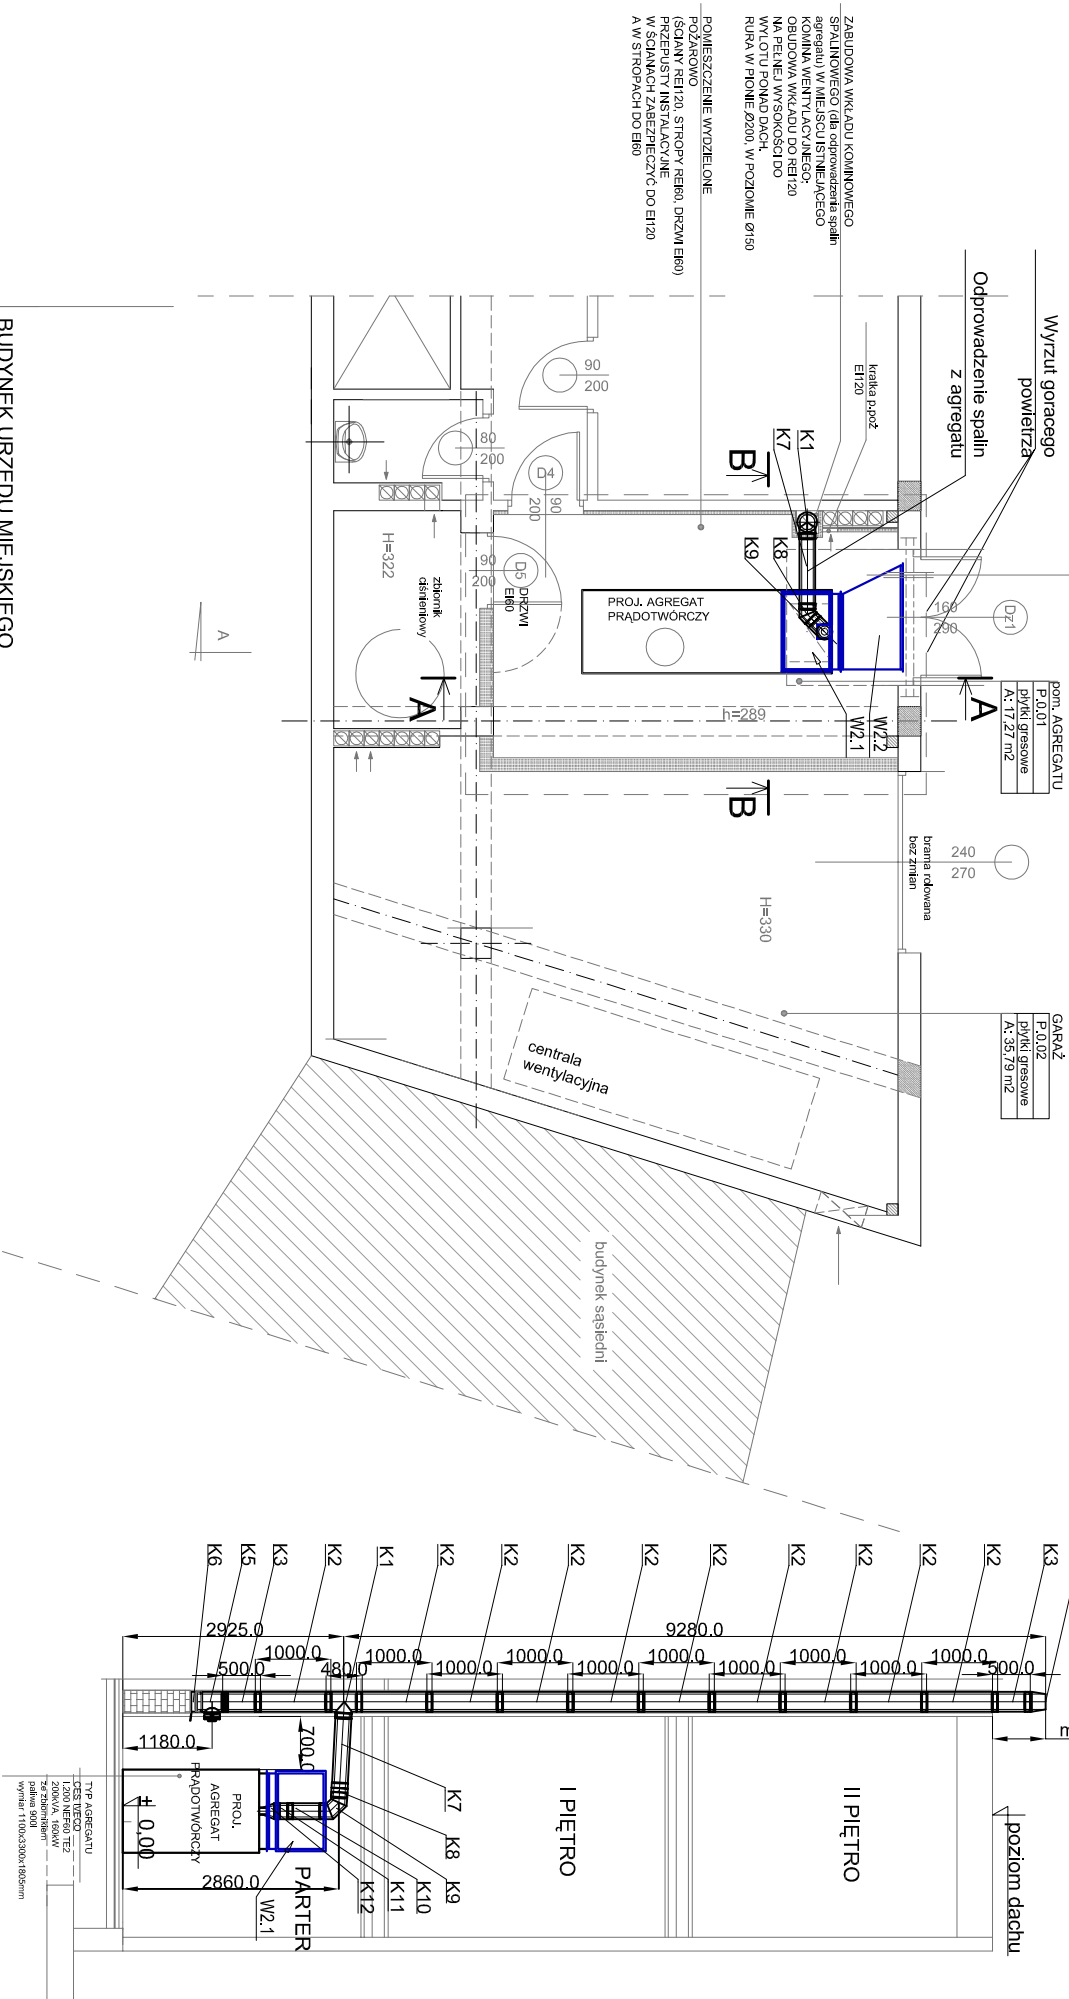 ZABUDOWA WKŁADU KOMINOWEGO
SPALINOWEGO (dla odprowadzenia spalin
agregatu) W MIEJSCU ISTNIEJĄCEGO
KOMINA WENTYLACYJNEGO;
OBUDOWA WKŁADU DO REI120
NA PEŁNEJ WYSOKOŚCI DO
WYLOTU PONAD DACH.
RURA W PIONIE Ø200, W POZIOMIE Ø150
POMIESZCZENIE WYDZIELONE
POŻAROWO
(ŚCIANY REI120, STROPY REI60, DRZWI EI60)
PRZEPUSTY INSTALACYJNE
W ŚCIANACH ZABEZPIECZYĆ DO EI120
A W STROPACH DO EI60
Wyrzut goracego
powietrza
Odprowadzenie spalin
z agregatu
kratka p.poż
EI120
K1
K7
B
K8
K9
90
200
80
200
D4
90
200
90
200
D5
DRZWI
EI60
H=322
zbiornik
ciśnieniowy
A
PROJ. AGREGAT
PRĄDOTWÓRCZY
160
290
Dz1
A
A
h=289
W2.2
W2.1
B
pom. AGREGATU
P.0.01
płytki gresowe
A: 17,27 m2
brama rolowana
bez zmian
240
270
H=330
GARAŻ
P.0.02
płytki gresowe
A: 35,79 m2
centrala
wentylacyjna
budynek sąsiedni
BUDYNEK URZĘDU MIEJSKIEGO
K6
K5
K3
K2
K1
K2
K2
K2
K2
K2
K2
K2
K2
K2
K3
2925.0
9280.0
500.0
1000.0
480.0
1000.0
1000.0
1000.0
1000.0
1000.0
1000.0
1000.0
1000.0
1000.0
500.0
m
1180.0
700.0
K7
K8
K9
K10
K11
K12
PROJ.
AGREGAT
PRĄDOTWÓRCZY
± 0,00
2860.0
W2.1
PARTER
I PIĘTRO
II PIĘTRO
poziom dachu
TYP AGREGATU
CES IVECO
I.200 NEF60 TE2
200kVA, 160kW
ze zbiornikiem
paliwa 900l
wymiar 1100x3300x1805mm